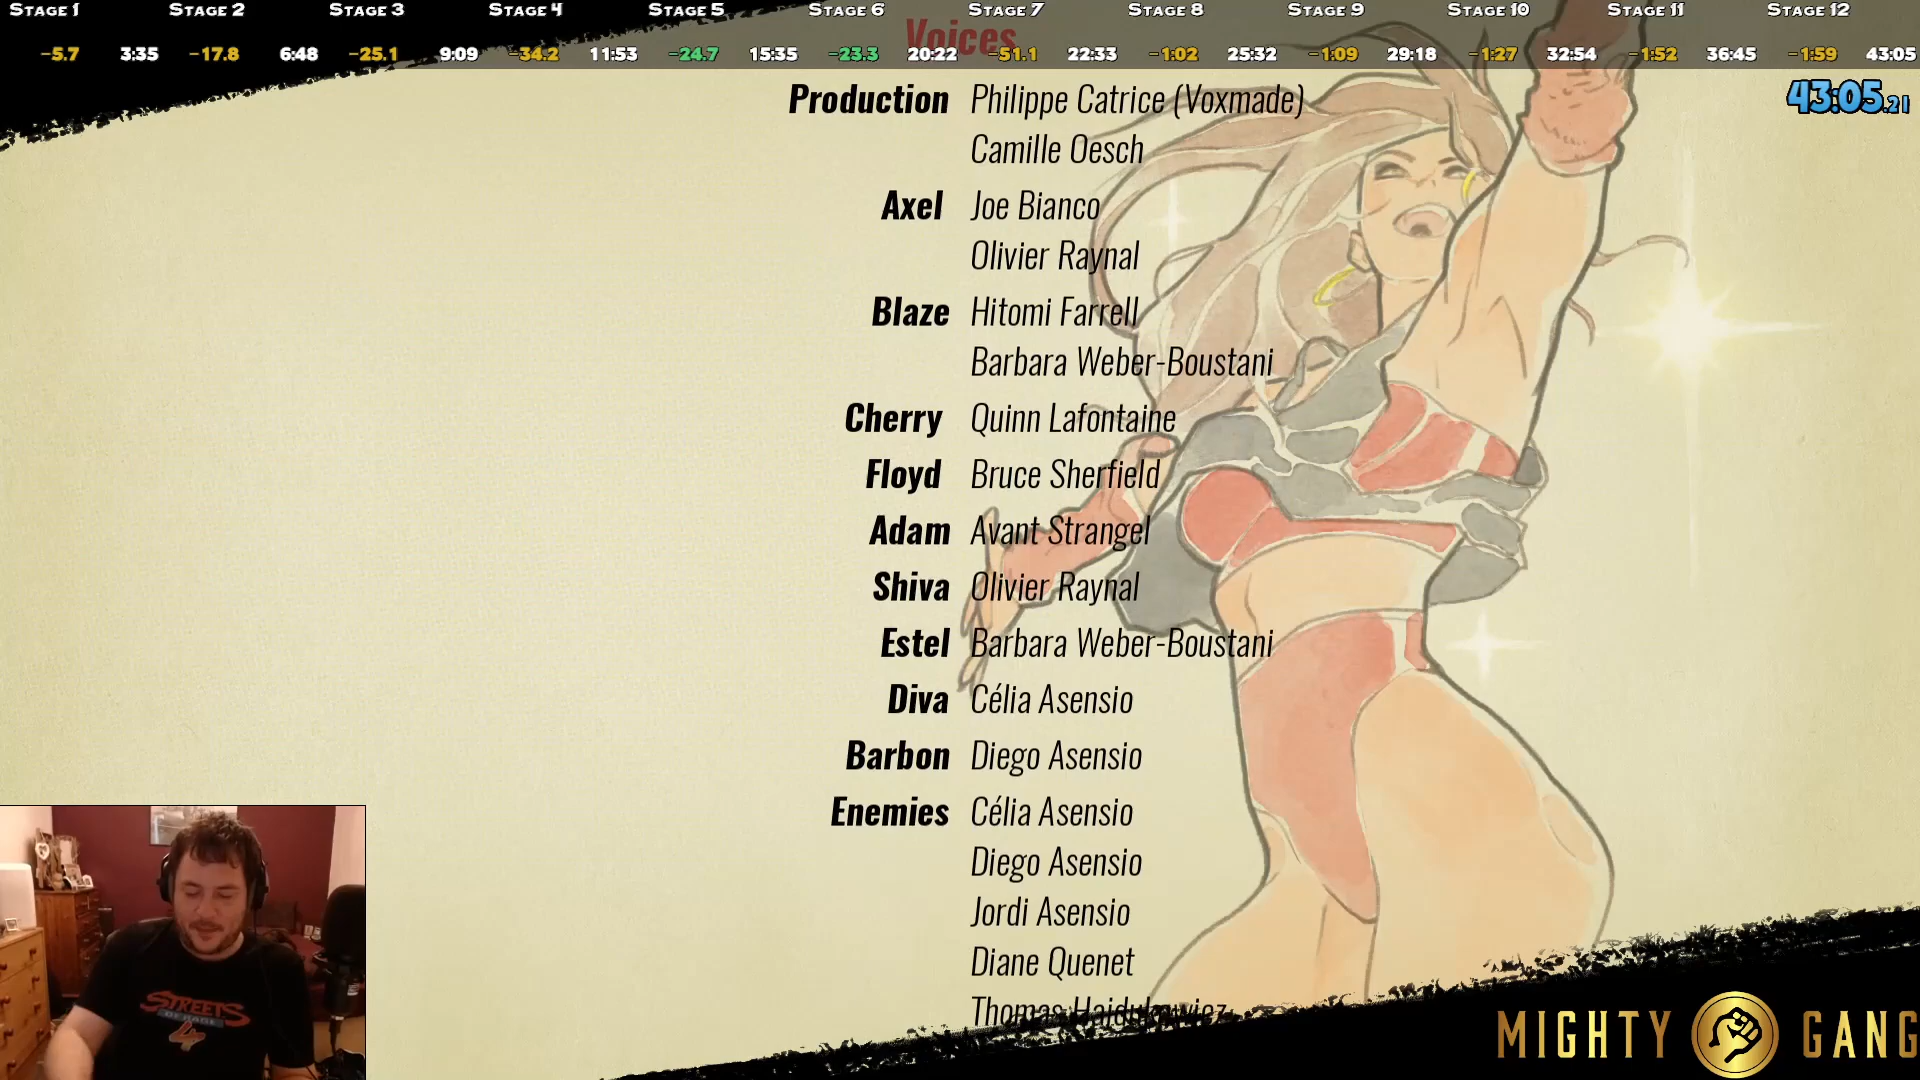 Stage 1 Stage 2 Stage 3 Stage 4 Stage 5 Stage 6 Stage 7 Stage 8 Stage 9 Stage 10 Stage 11 Stage 12
-5.7 3:35 -17.8 6:48 -25.1 9:09 -34.2 11:53 -24.7 15:35 -23.3 20:22 -51.1 22:33 -1:02 25:32 -1:09 29:18 -1:27 32:54 -1:52 36:45 -1:59 43:05
Voices
43:05.21
Production Philippe Catrice (Voxmade)
Camille Oesch
Axel Joe Bianco
Olivier Raynal
Blaze Hitomi Farrell
Barbara Weber-Boustani
Cherry Quinn Lafontaine
Floyd Bruce Sherfield
Adam Avant Strangel
Shiva Olivier Raynal
Estel Barbara Weber-Boustani
Diva Célia Asensio
Barbon Diego Asensio
Enemies Célia Asensio
Diego Asensio
Jordi Asensio
Diane Quenet
Thomas Hajdukowiez
STREETS
OF RAGE
4
MIGHTY GANG